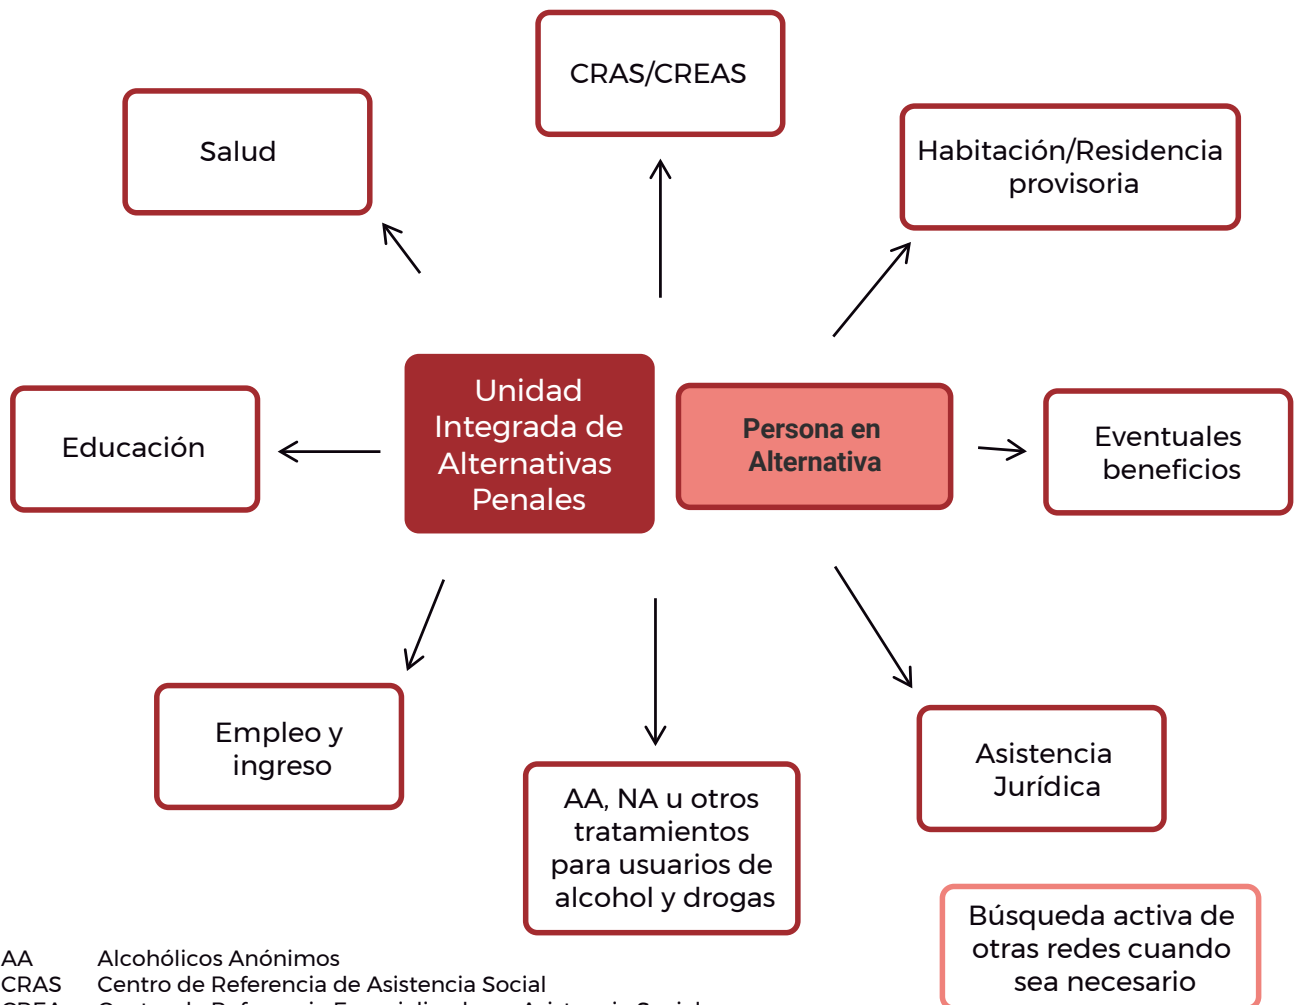 CRAS/CREAS
Salud
Habitación/Residencia
provisoria
Unidad
Integrada de
Alternativas
Penales
Persona en
Alternativa
Educación
Eventuales
beneficios
Empleo y
ingreso
AA, NA u otros
tratamientos
para usuarios de
alcohol y drogas
Asistencia
Jurídica
Búsqueda activa de
otras redes cuando
sea necesario
AA Alcohólicos Anónimos
CRAS Centro de Referencia de Asistencia Social